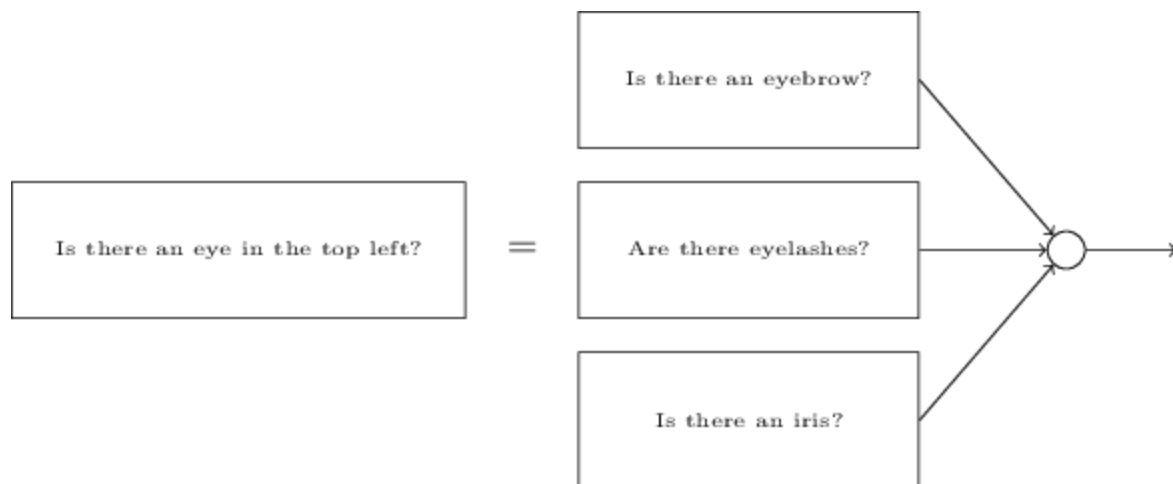 Is there an eyebrow?
Is there an eye in the top left?
=
Are there eyelashes?
Is there an iris?